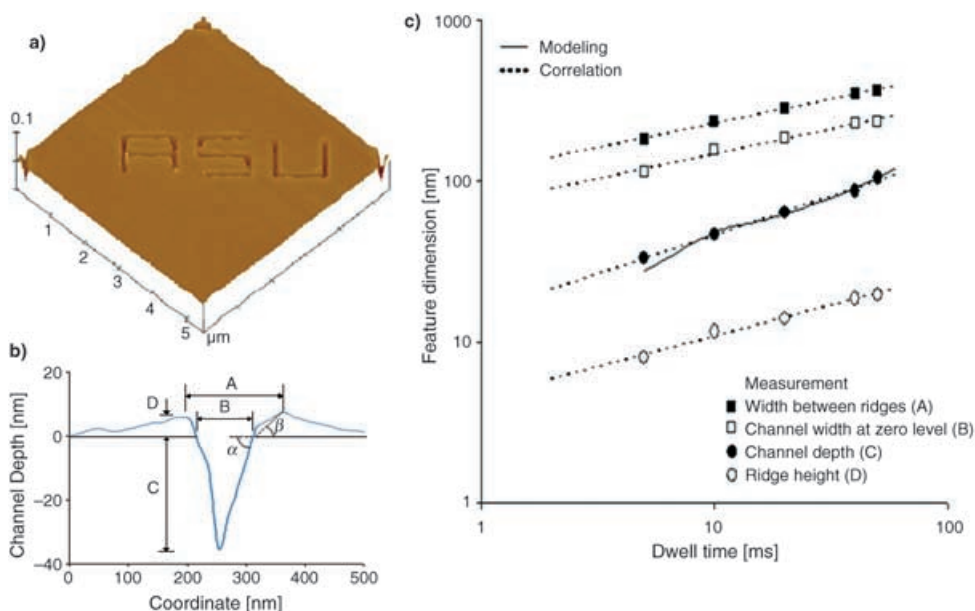 a)
0.1
ASU
1
2
3
4
5
µm
b)
Channel Depth [nm]
20
0
–20
–40
A
B
C
D
α
β
0
100
200
300
400
500
Coordinate [nm]
c)
Feature dimension [nm]
1000
100
10
1
Modeling
Correlation
Measurement
Width between ridges (A)
Channel width at zero level (B)
Channel depth (C)
Ridge height (D)
1
10
100
Dwell time [ms]